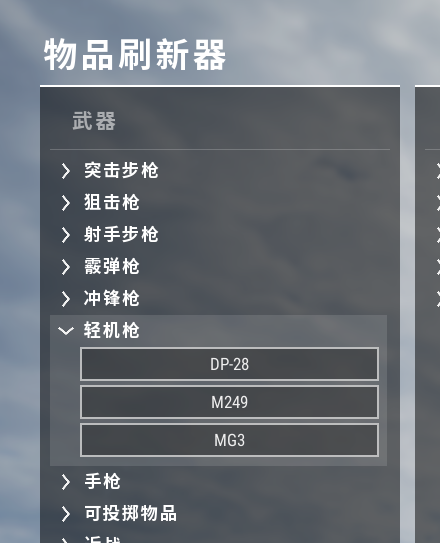 物品刷新器
武器
突击步枪
狙击枪
射手步枪
霰弹枪
冲锋枪
轻机枪
DP-28
M249
MG3
手枪
可投掷物品
近战